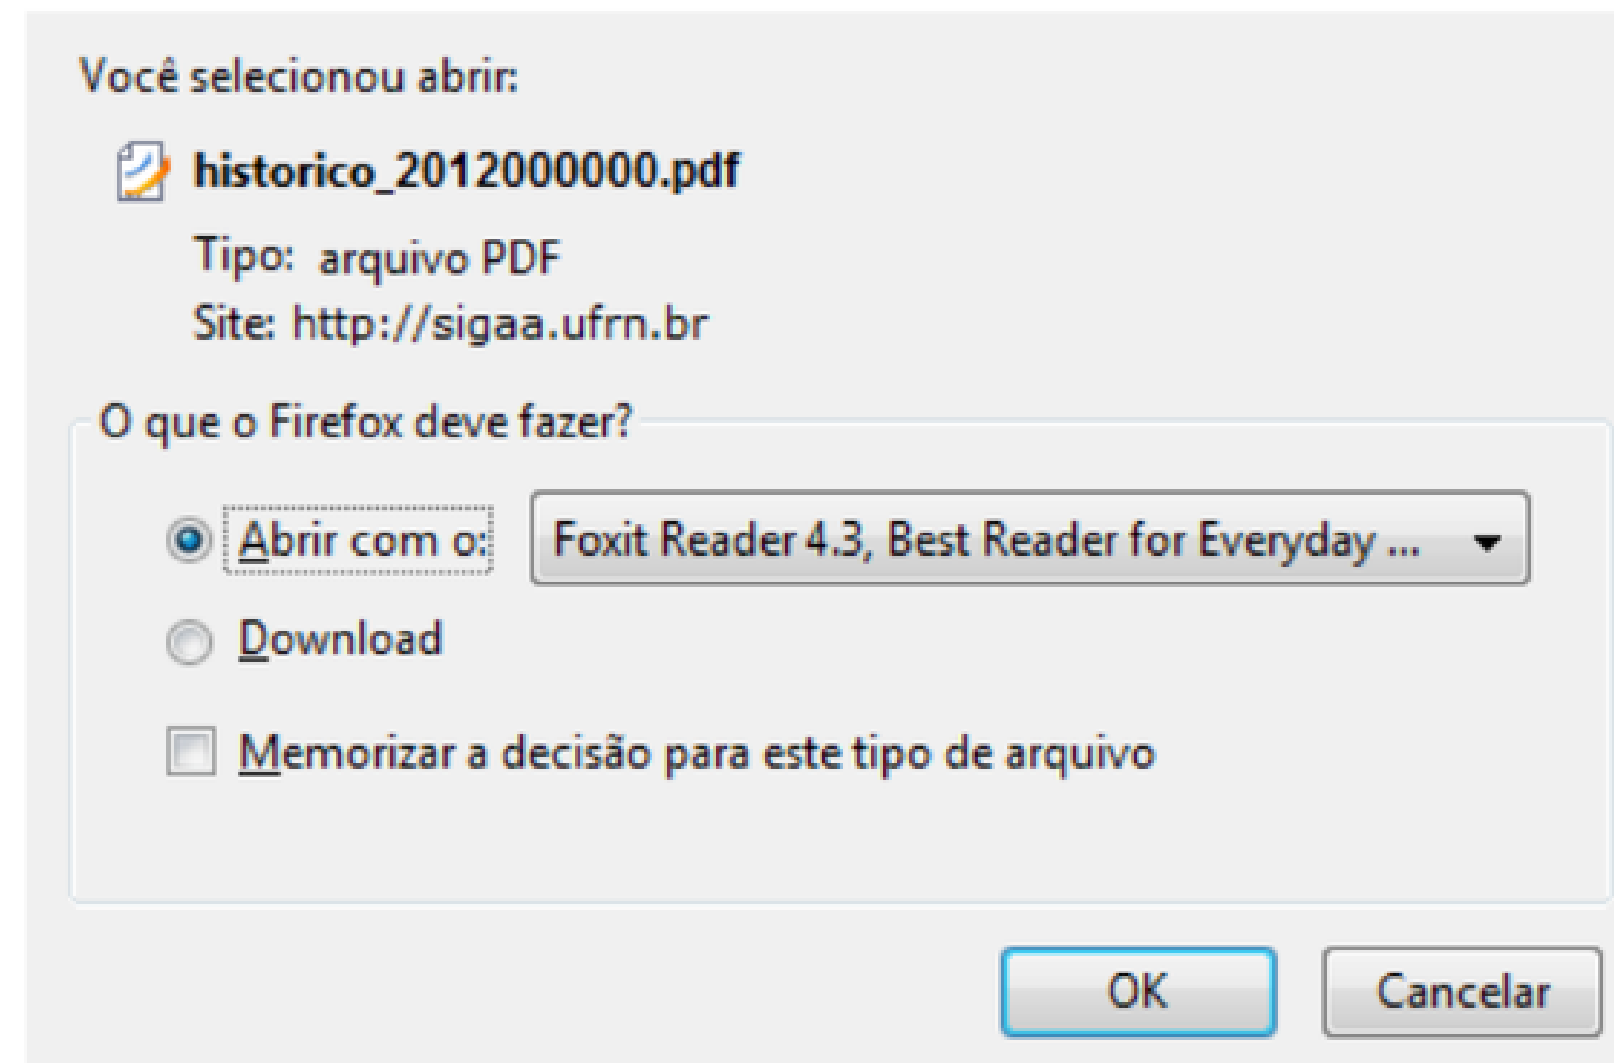 Você selecionou abrir:
historico_2012000000.pdf
Tipo: arquivo PDF
Site: http://sigaa.ufrn.br
O que o Firefox deve fazer?
Abrir com o: Foxit Reader 4.3, Best Reader for Everyday ...
Download
Memorizar a decisão para este tipo de arquivo
OK Cancelar